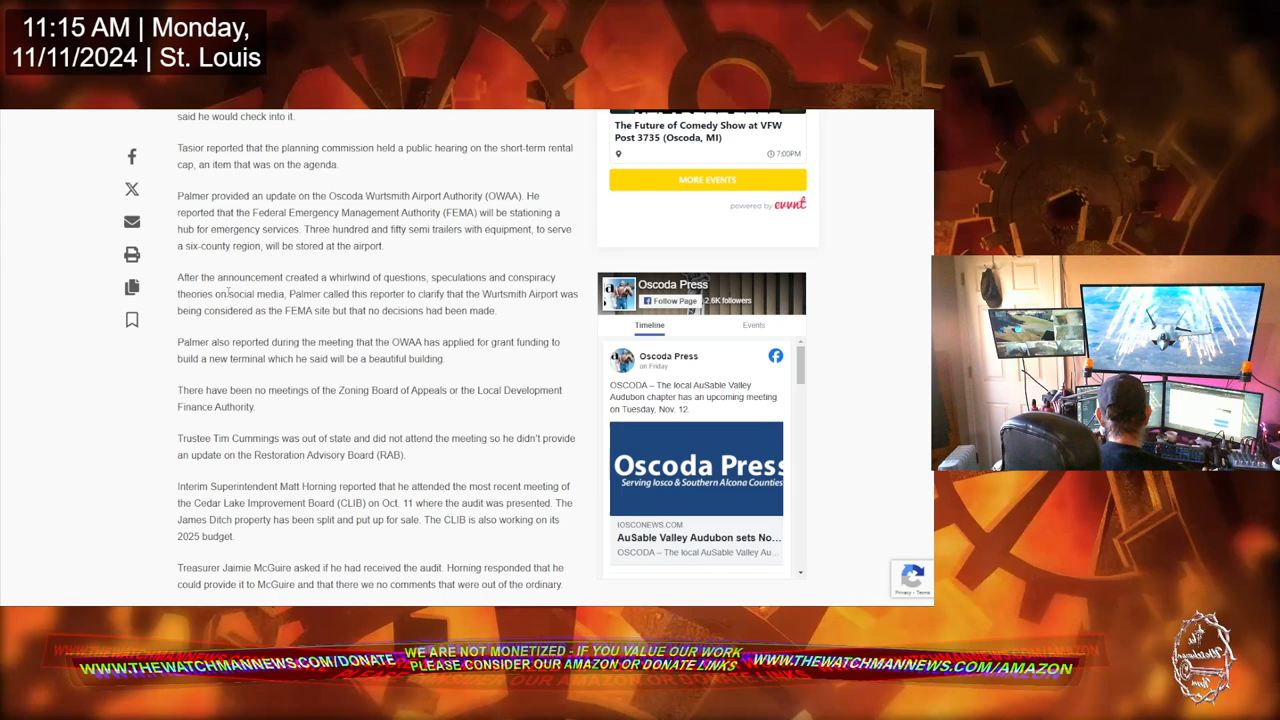 11:15 AM | Monday,
11/11/2024 | St. Louis
said he would check into it.
Tasior reported that the planning commission held a public hearing on the short-term rental
cap, an item that was on the agenda.
Palmer provided an update on the Oscoda Wurtsmith Airport Authority (OWAA). He
reported that the Federal Emergency Management Authority (FEMA) will be stationing a
hub for emergency services. Three hundred and fifty semi trailers with equipment, to serve
a six-county region, will be stored at the airport.
After the announcement created a whirlwind of questions, speculations and conspiracy
theories on social media, Palmer called this reporter to clarify that the Wurtsmith Airport was
being considered as the FEMA site but that no decisions had been made.
Palmer also reported during the meeting that the OWAA has applied for grant funding to
build a new terminal which he said will be a beautiful building.
There have been no meetings of the Zoning Board of Appeals or the Local Development
Finance Authority.
Trustee Tim Cummings was out of state and did not attend the meeting so he didn't provide
an update on the Restoration Advisory Board (RAB).
Interim Superintendent Matt Horning reported that he attended the most recent meeting of
the Cedar Lake Improvement Board (CLIB) on Oct. 11 where the audit was presented. The
James Ditch property has been split and put up for sale. The CLIB is also working on its
2025 budget.
Treasurer Jaimie McGuire asked if he had received the audit. Horning responded that he
could provide it to McGuire and that there we no comments that were out of the ordinary.
The Future of Comedy Show at VFW
Post 3735 (Oscoda, MI)
7:00PM
MORE EVENTS
powered by evvnt
Oscoda Press
Follow Page
2.6K followers
Timeline
Events
Oscoda Press
on Friday
OSCODA – The local AuSable Valley
Audubon chapter has an upcoming meeting
on Tuesday, Nov. 12.
Oscoda Press
Serving Iosco & Southern Alcona Counties
IOSCONEWS.COM
AuSable Valley Audubon sets No...
OSCODA – The local AuSable Valley Au...
Privacy - Terms
WWW.THEWATCHMANNEWS.COM/DONATE
WE ARE NOT MONETIZED - IF YOU VALUE OUR WORK
PLEASE CONSIDER OUR AMAZON OR DONATE LINKS
WWW.THEWATCHMANNEWS.COM/AMAZON